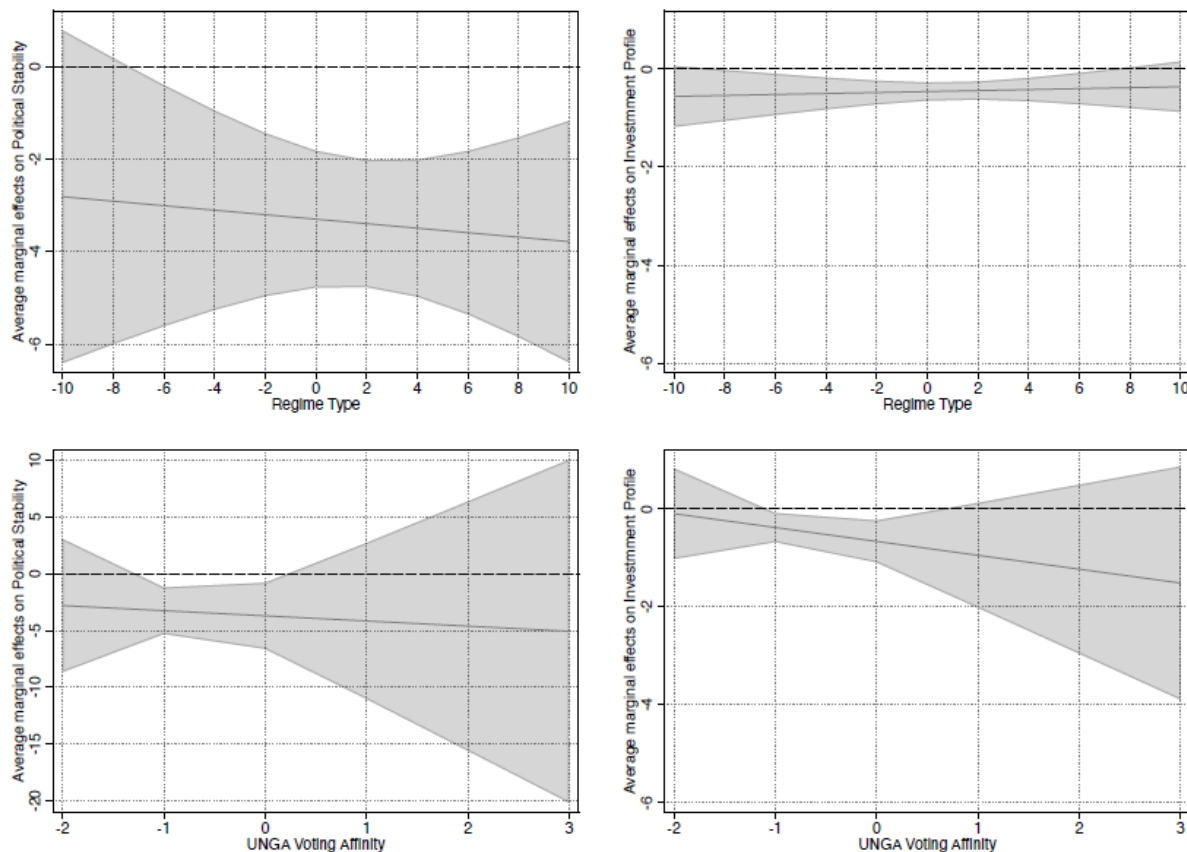 Average marginal effects on Political Stability
0
-2
-4
-6
-10 -8 -6 -4 -2 0 2 4 6 8 10
Regime Type
Average marginal effects on Investmment Profile
0
-2
-4
-6
-10 -8 -6 -4 -2 0 2 4 6 8 10
Regime Type
Average marginal effects on Political Stability
10
5
0
-5
-10
-15
-20
-2 -1 0 1 2 3
UNGA Voting Affinity
Average marginal effects on Investmment Profile
0
-2
-4
-6
-2 -1 0 1 2 3
UNGA Voting Affinity